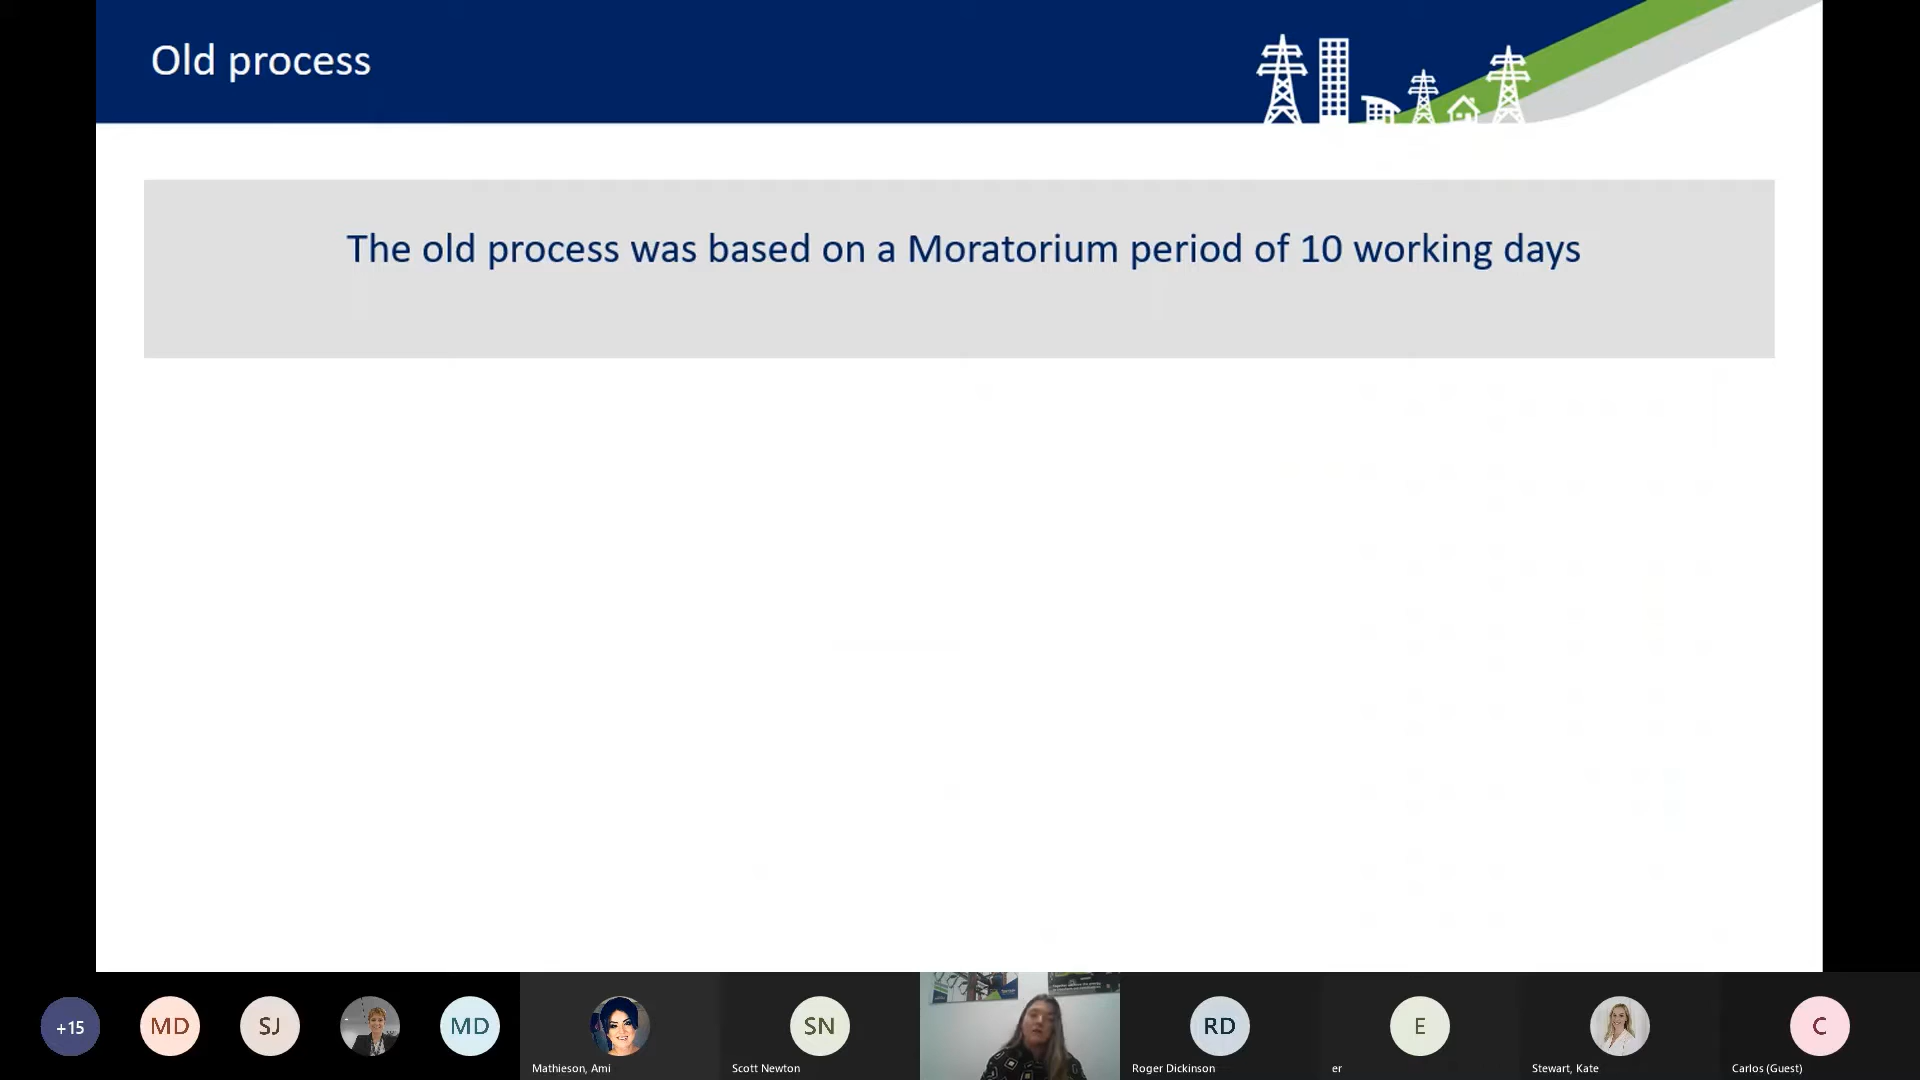 Old process
The old process was based on a Moratorium period of 10 working days
+15
MD
SJ
MD
Mathieson, Ami
SN
Scott Newton
RD
Roger Dickinson
E
er
Stewart, Kate
C
Carlos (Guest)